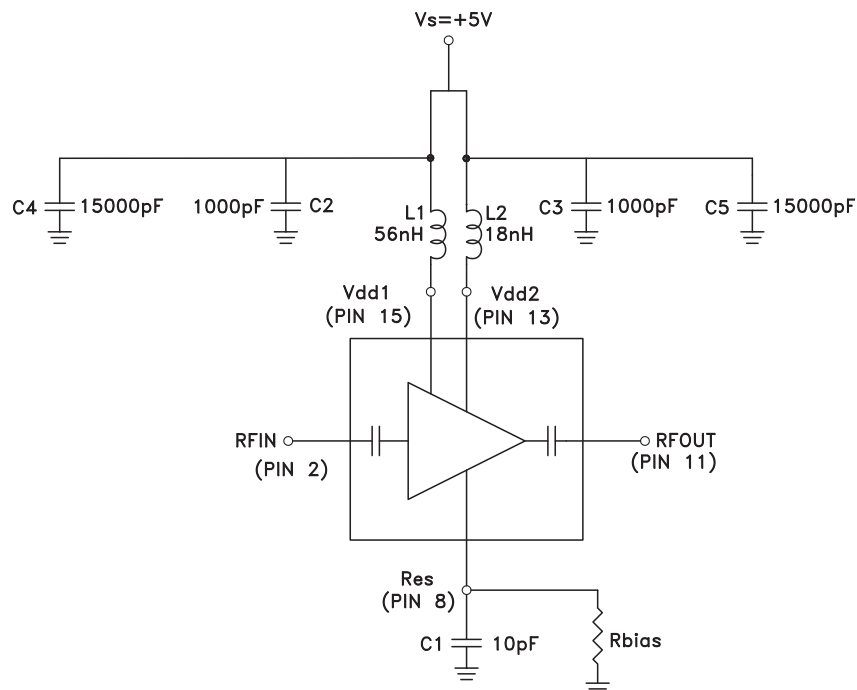 Vs=+5V
C4 15000pF
1000pF C2
C3 1000pF
C5 15000pF
L1
56nH
L2
18nH
Vdd1
(PIN 15)
Vdd2
(PIN 13)
RFIN
(PIN 2)
RFOUT
(PIN 11)
Res
(PIN 8)
C1 10pF
Rbias